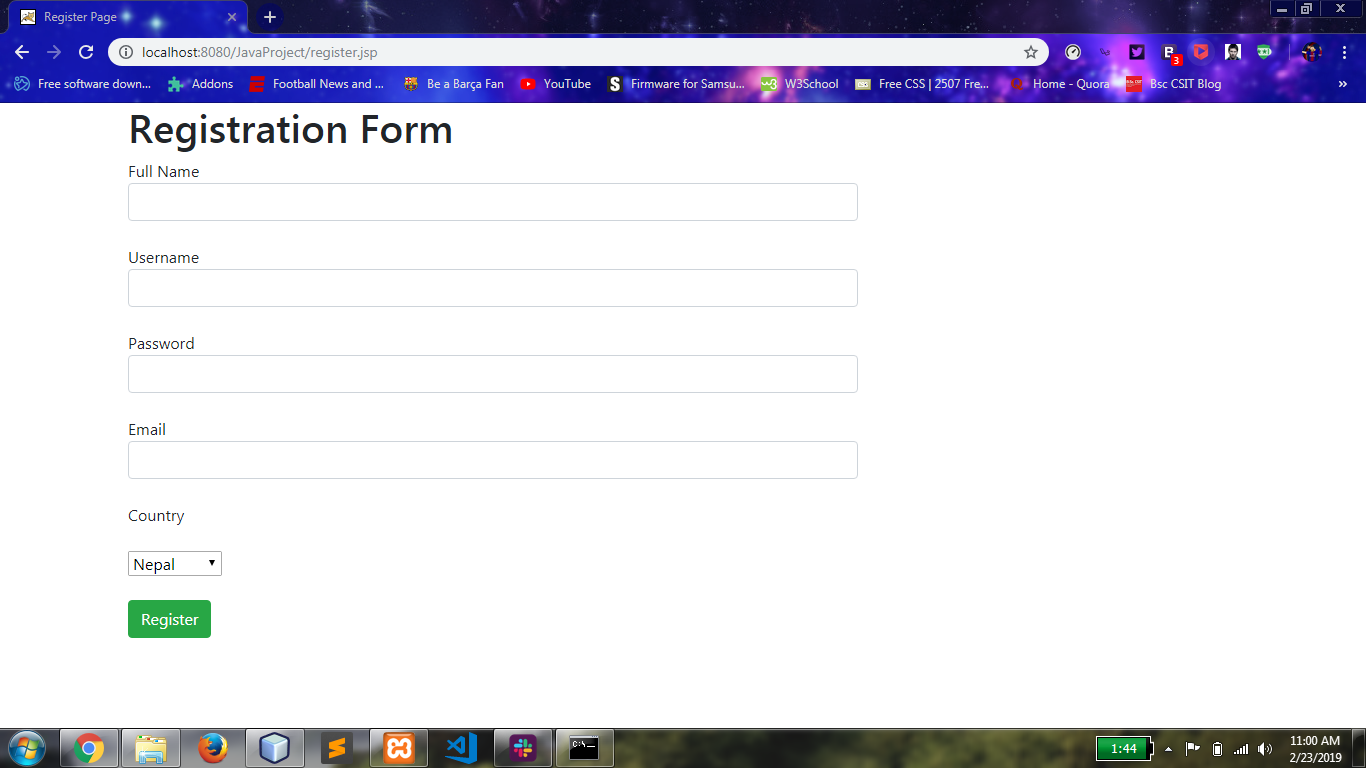 Register Page
localhost:8080/JavaProject/register.jsp
3
Free software down... Addons Football News and ... Be a Barça Fan YouTube Firmware for Samsu... W3School Free CSS | 2507 Fre... Home - Quora Bsc CSIT Blog »
Registration Form
Full Name
Username
Password
Email
Country
Nepal
Register
1:44
11:00 AM
2/23/2019